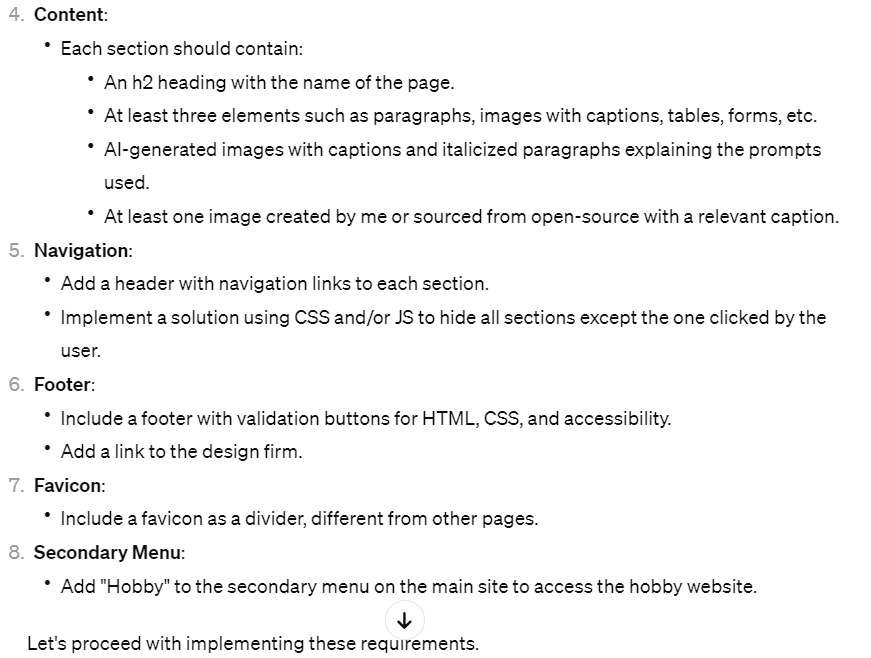 4. Content:
• Each section should contain:
• An h2 heading with the name of the page.
• At least three elements such as paragraphs, images with captions, tables, forms, etc.
• AI-generated images with captions and italicized paragraphs explaining the prompts
used.
• At least one image created by me or sourced from open-source with a relevant caption.
5. Navigation:
• Add a header with navigation links to each section.
• Implement a solution using CSS and/or JS to hide all sections except the one clicked by the
user.
6. Footer:
• Include a footer with validation buttons for HTML, CSS, and accessibility.
• Add a link to the design firm.
7. Favicon:
• Include a favicon as a divider, different from other pages.
8. Secondary Menu:
• Add "Hobby" to the secondary menu on the main site to access the hobby website.
Let's proceed with implementing these requirements.